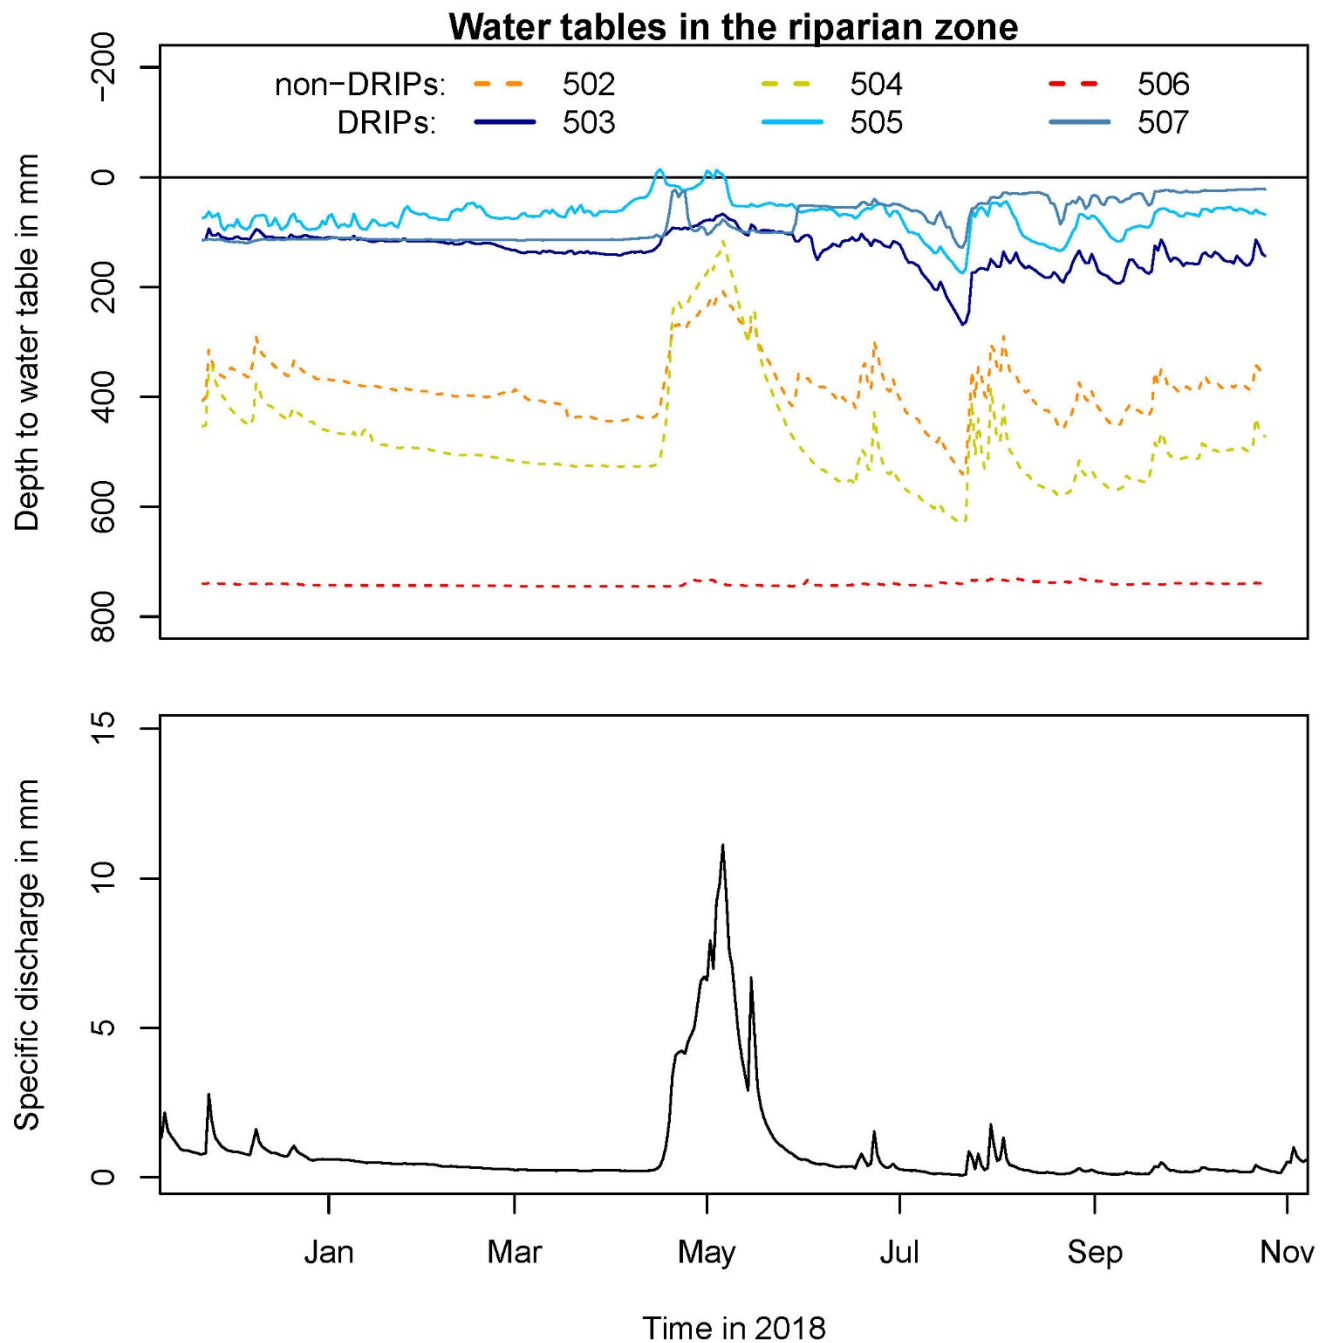 Water tables in the riparian zone
non−DRIPs: 502 504 506
DRIPs: 503 505 507
Depth to water table in mm
−200
0
200
400
600
800
Specific discharge in mm
15
10
5
0
Jan Mar May Jul Sep Nov
Time in 2018